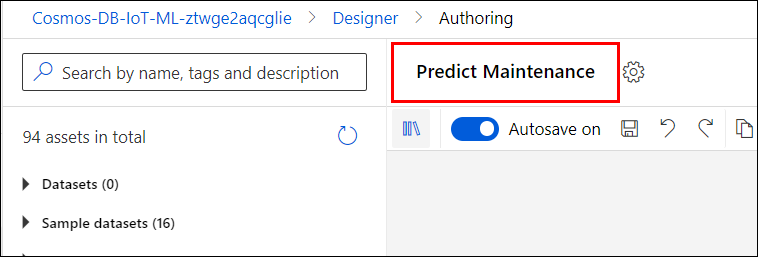 Cosmos-DB-IoT-ML-ztwge2aqcglie > Designer > Authoring
Search by name, tags and description
Predict Maintenance
94 assets in total
Autosave on
Datasets (0)
Sample datasets (16)